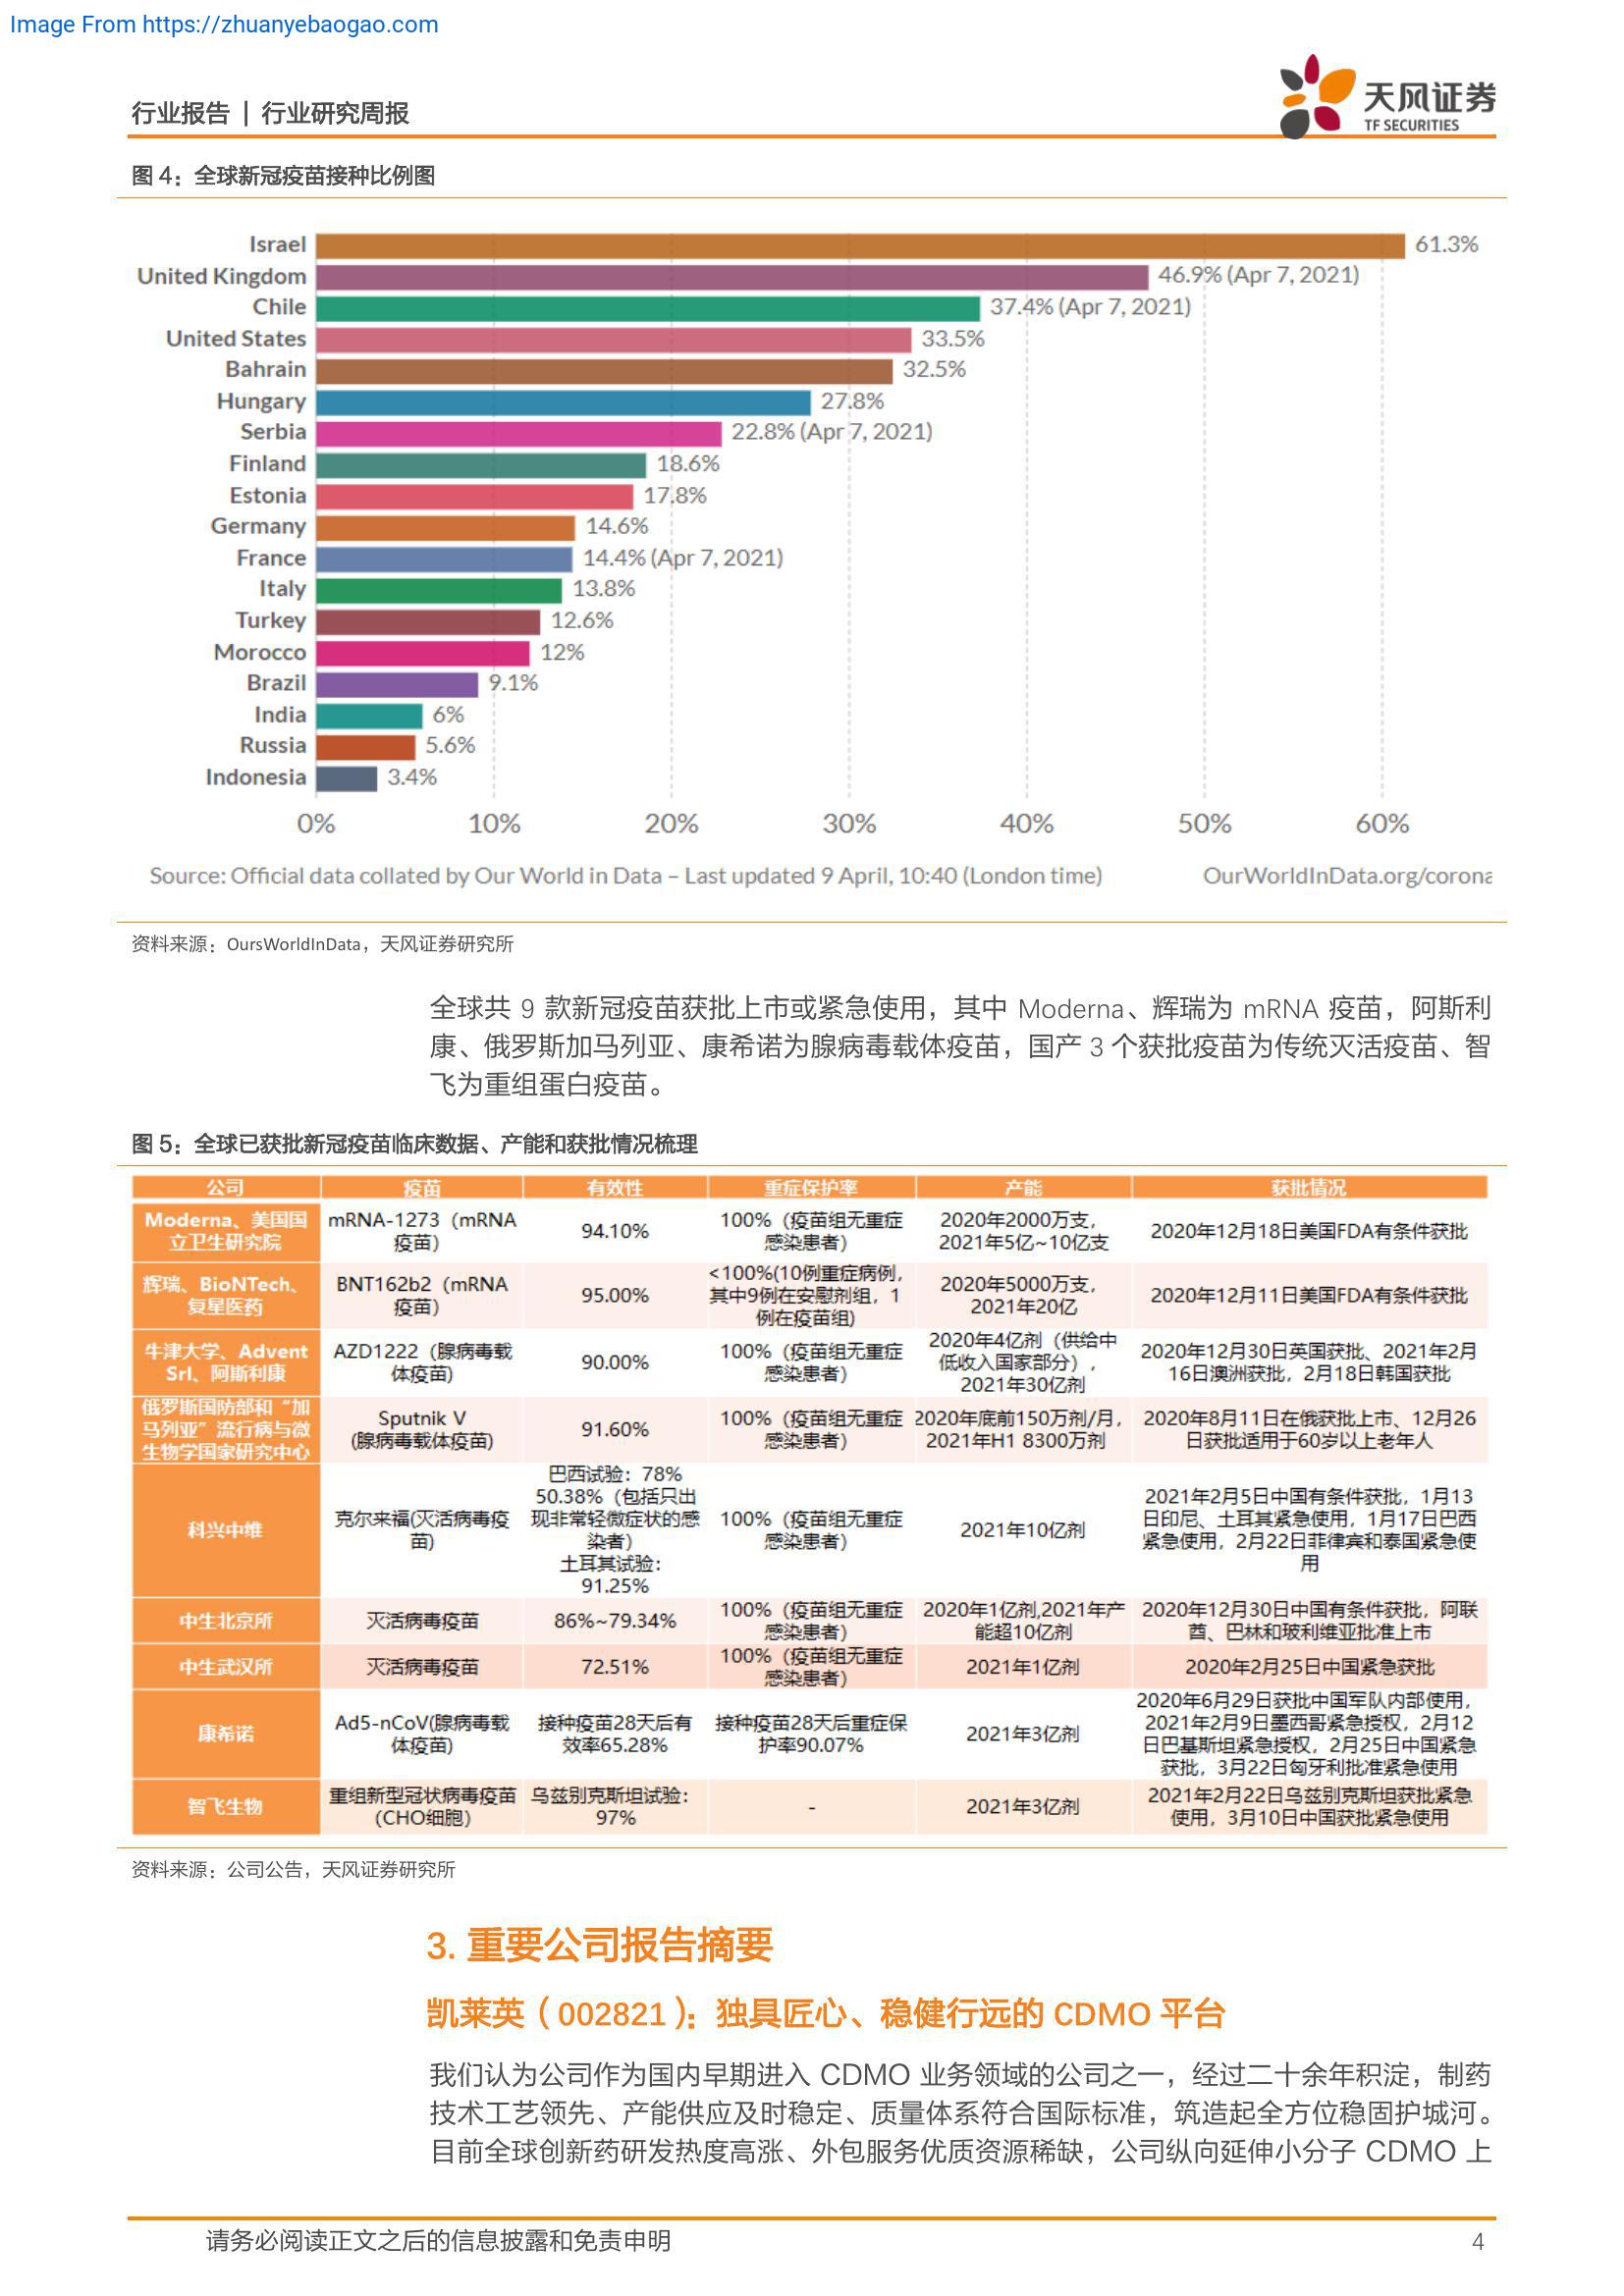 Image From https://zhuanyebaogao.com
行业报告 | 行业研究周报
天风证券
TF SECURITIES
图 4：全球新冠疫苗接种比例图
Israel 61.3%
United Kingdom 46.9% (Apr 7, 2021)
Chile 37.4% (Apr 7, 2021)
United States 33.5%
Bahrain 32.5%
Hungary 27.8%
Serbia 22.8% (Apr 7, 2021)
Finland 18.6%
Estonia 17.8%
Germany 14.6%
France 14.4% (Apr 7, 2021)
Italy 13.8%
Turkey 12.6%
Morocco 12%
Brazil 9.1%
India 6%
Russia 5.6%
Indonesia 3.4%
0% 10% 20% 30% 40% 50% 60%
Source: Official data collated by Our World in Data – Last updated 9 April, 10:40 (London time) OurWorldInData.org/corona
资料来源：OursWorldInData，天风证券研究所
全球共 9 款新冠疫苗获批上市或紧急使用，其中 Moderna、辉瑞为 mRNA 疫苗，阿斯利
康、俄罗斯加马列亚、康希诺为腺病毒载体疫苗，国产 3 个获批疫苗为传统灭活疫苗、智
飞为重组蛋白疫苗。
图 5：全球已获批新冠疫苗临床数据、产能和获批情况梳理
公司 疫苗 有效性 重症保护率 产能 获批情况
Moderna、美国国
立卫生研究院
mRNA-1273（mRNA
疫苗）
94.10%
100%（疫苗组无重症
感染患者）
2020年2000万支，
2021年5亿~10亿支
2020年12月18日美国FDA有条件获批
辉瑞、BioNTech、
复星医药
BNT162b2（mRNA
疫苗）
95.00%
<100%(10例重症病例，
其中9例在安慰剂组，1
例在疫苗组)
2020年5000万支，
2021年20亿
2020年12月11日美国FDA有条件获批
牛津大学、Advent
Srl、阿斯利康
AZD1222（腺病毒载
体疫苗)
90.00%
100%（疫苗组无重症
感染患者）
2020年4亿剂（供给中
低收入国家部分），
2021年30亿剂
2020年12月30日英国获批、2021年2月
16日澳洲获批，2月18日韩国获批
俄罗斯国防部和“加
马列亚”流行病与微
生物学国家研究中心
Sputnik V
(腺病毒载体疫苗)
91.60%
100%（疫苗组无重症
感染患者）
2020年底前150万剂/月，
2021年H1 8300万剂
2020年8月11日在俄获批上市、12月26
日获批适用于60岁以上老年人
科兴中维
克尔来福(灭活病毒疫
苗)
巴西试验：78%
50.38%（包括只出
现非常轻微症状的感
染者）
土耳其试验：
91.25%
100%（疫苗组无重症
感染患者）
2021年10亿剂
2021年2月5日中国有条件获批，1月13
日印尼、土耳其紧急使用，1月17日巴西
紧急使用，2月22日菲律宾和泰国紧急使
用
中生北京所
灭活病毒疫苗
86%~79.34%
100%（疫苗组无重症
感染患者）
2020年1亿剂,2021年产
能超10亿剂
2020年12月30日中国有条件获批，阿联
酋、巴林和玻利维亚批准上市
中生武汉所
灭活病毒疫苗
72.51%
100%（疫苗组无重症
感染患者）
2021年1亿剂
2020年2月25日中国紧急获批
康希诺
Ad5-nCoV(腺病毒载
体疫苗)
接种疫苗28天后有
效率65.28%
接种疫苗28天后重症保
护率90.07%
2021年3亿剂
2020年6月29日获批中国军队内部使用，
2021年2月9日墨西哥紧急授权，2月12
日巴基斯坦紧急授权，2月25日中国紧急
获批，3月22日匈牙利批准紧急使用
智飞生物
重组新型冠状病毒疫苗
(CHO细胞)
乌兹别克斯坦试验：
97%
-
2021年3亿剂
2021年2月22日乌兹别克斯坦获批紧急
使用，3月10日中国获批紧急使用
资料来源：公司公告，天风证券研究所
3. 重要公司报告摘要
凯莱英（002821）：独具匠心、稳健行远的 CDMO 平台
我们认为公司作为国内早期进入 CDMO 业务领域的公司之一，经过二十余年积淀，制药
技术工艺领先、产能供应及时稳定、质量体系符合国际标准，筑造起全方位稳固护城河。
目前全球创新药研发热度高涨、外包服务优质资源稀缺，公司纵向延伸小分子 CDMO 上
请务必阅读正文之后的信息披露和免责申明 4